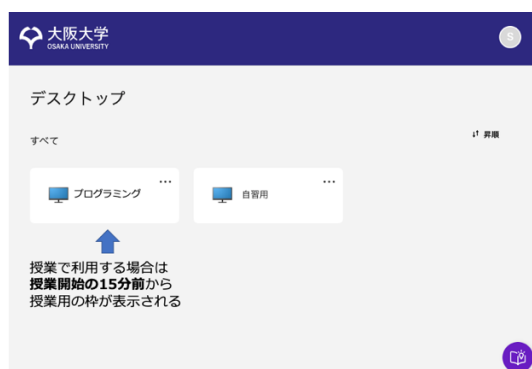 大阪大学
OSAKA UNIVERSITY
S
デスクトップ
すべて
↓↑ 昇順
プログラミング
自習用
授業で利用する場合は
授業開始の15分前から
授業用の枠が表示される